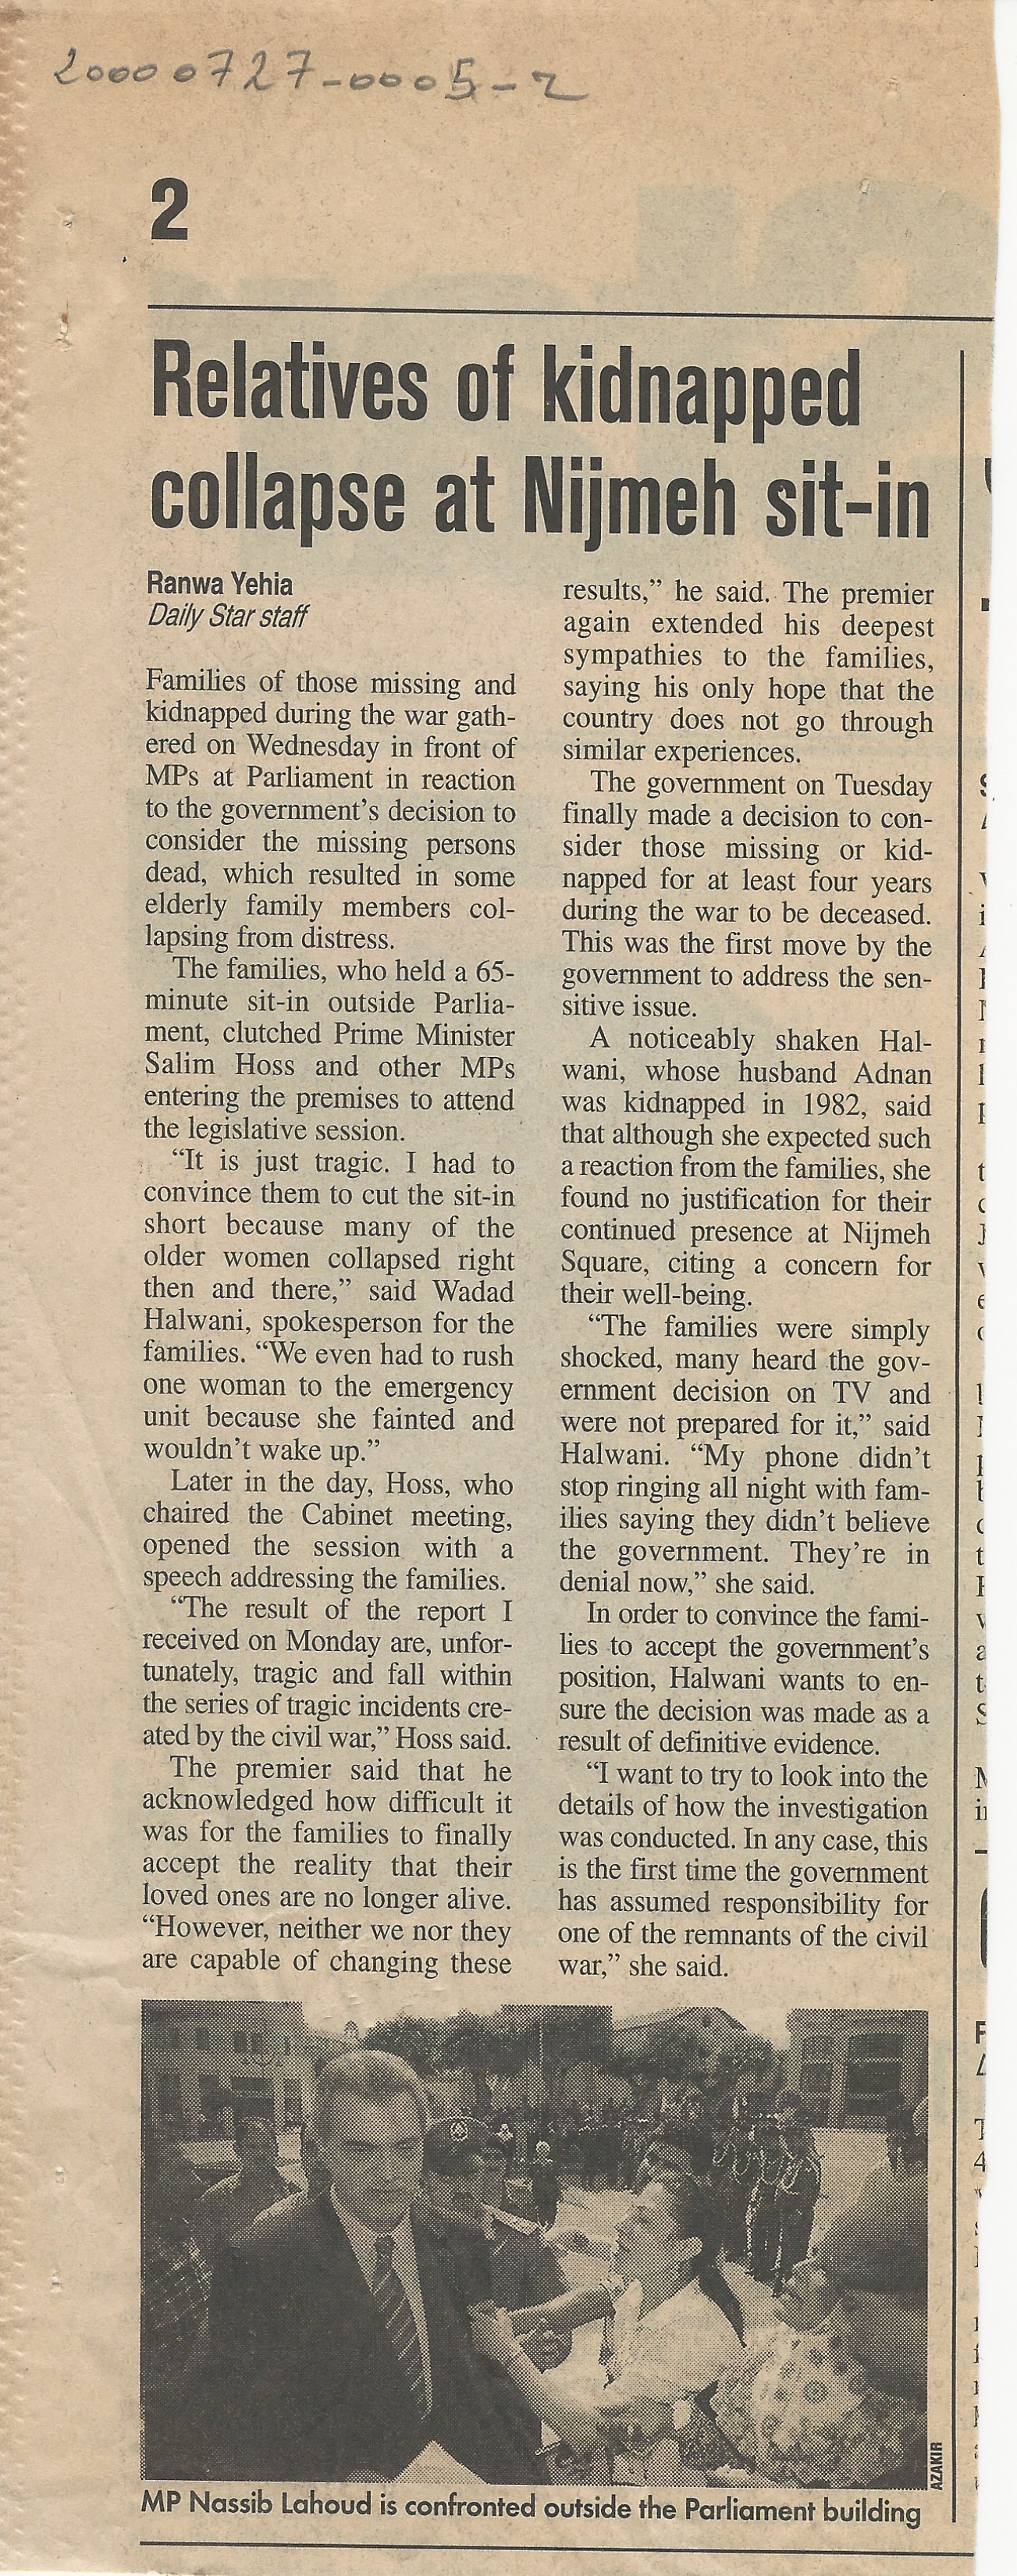 20000727-0005-2
2
Relatives of kidnapped
collapse at Nijmeh sit-in
Ranwa Yehia
Daily Star staff
Families of those missing and
kidnapped during the war gath-
ered on Wednesday in front of
MPs at Parliament in reaction
to the government's decision to
consider the missing persons
dead, which resulted in some
elderly family members col-
lapsing from distress.
The families, who held a 65-
minute sit-in outside Parlia-
ment, clutched Prime Minister
Salim Hoss and other MPs
entering the premises to attend
the legislative session.
“It is just tragic. I had to
convince them to cut the sit-in
short because many of the
older women collapsed right
then and there,” said Wadad
Halwani, spokesperson for the
families. “We even had to rush
one woman to the emergency
unit because she fainted and
wouldn't wake up.”
Later in the day, Hoss, who
chaired the Cabinet meeting,
opened the session with a
speech addressing the families.
“The result of the report I
received on Monday are, unfor-
tunately, tragic and fall within
the series of tragic incidents cre-
ated by the civil war,” Hoss said.
The premier said that he
acknowledged how difficult it
was for the families to finally
accept the reality that their
loved ones are no longer alive.
“However, neither we nor they
are capable of changing these
results,” he said. The premier
again extended his deepest
sympathies to the families,
saying his only hope that the
country does not go through
similar experiences.
The government on Tuesday
finally made a decision to con-
sider those missing or kid-
napped for at least four years
during the war to be deceased.
This was the first move by the
government to address the sen-
sitive issue.
A noticeably shaken Hal-
wani, whose husband Adnan
was kidnapped in 1982, said
that although she expected such
a reaction from the families, she
found no justification for their
continued presence at Nijmeh
Square, citing a concern for
their well-being.
“The families were simply
shocked, many heard the gov-
ernment decision on TV and
were not prepared for it,” said
Halwani. “My phone didn't
stop ringing all night with fam-
ilies saying they didn't believe
the government. They're in
denial now,” she said.
In order to convince the fami-
lies to accept the government's
position, Halwani wants to en-
sure the decision was made as a
result of definitive evidence.
“I want to try to look into the
details of how the investigation
was conducted. In any case, this
is the first time the government
has assumed responsibility for
one of the remnants of the civil
war,” she said.
AZAKIR
MP Nassib Lahoud is confronted outside the Parliament building